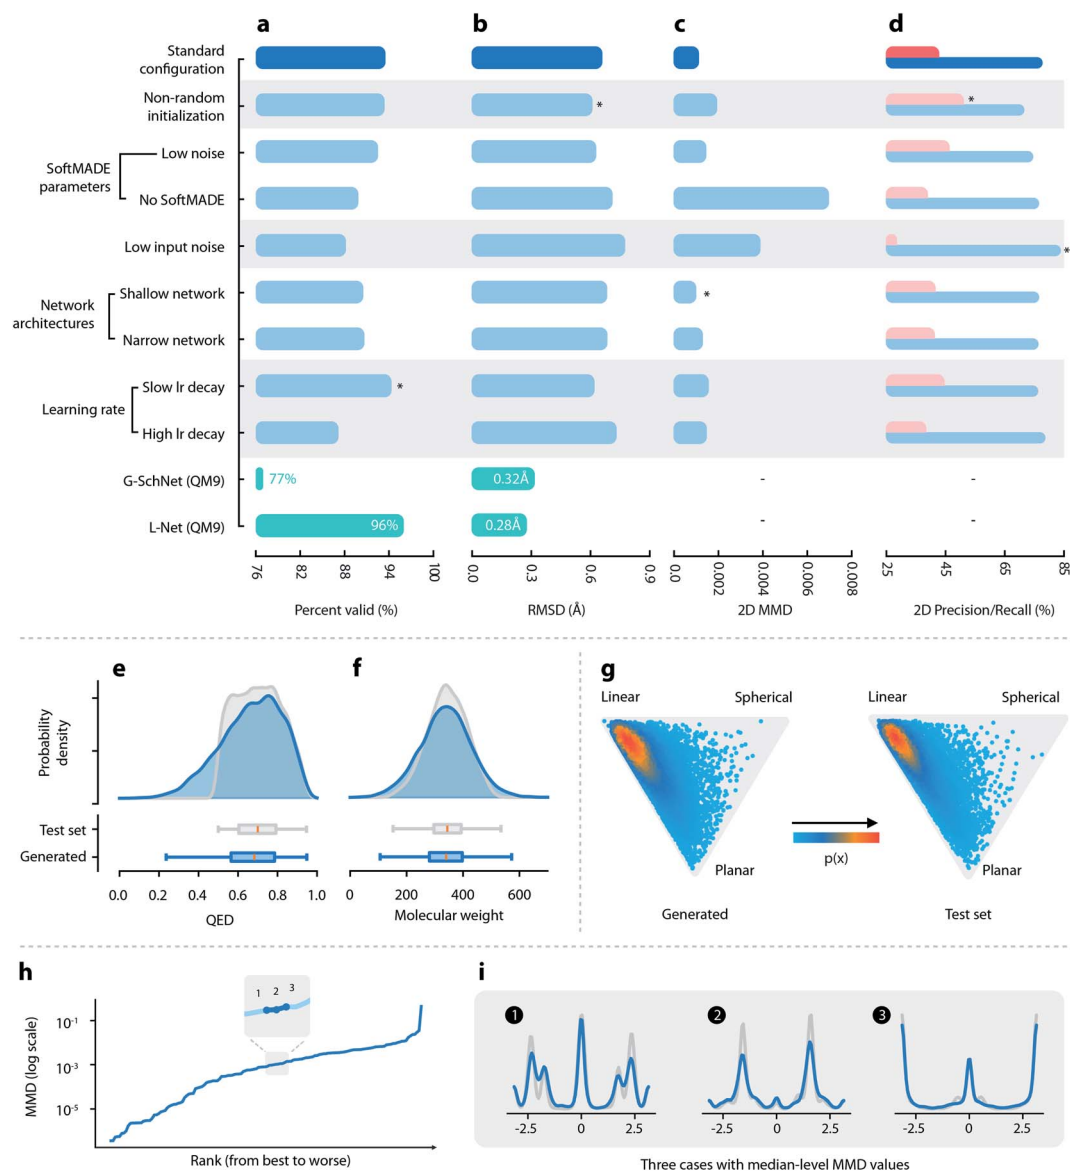 a
b
c
d
Standard
configuration
Non-random
initialization
*
*
SoftMADE
parameters
Low noise
No SoftMADE
Low input noise
*
Network
architectures
Shallow network
*
Narrow network
Learning rate
Slow lr decay
*
High lr decay
G-SchNet (QM9)
77%
0.32Å
-
-
L-Net (QM9)
96%
0.28Å
-
-
76 82 88 94 100
0.0 0.3 0.6 0.9
0.0 0.002 0.004 0.006 0.008
25 45 65 85
Percent valid (%)
RMSD (Å)
2D MMD
2D Precision/Recall (%)
e
f
Probability
density
Test set
Generated
0.0 0.2 0.4 0.6 0.8 1.0
0 200 400 600
QED
Molecular weight
g
Linear
Spherical
Linear
Spherical
p(x)
Planar
Planar
Generated
Test set
h
MMD (log scale)
10-1
10-3
10-5
1 2 3
Rank (from best to worse)
i
1
2
3
-2.5 0 2.5
-2.5 0 2.5
-2.5 0 2.5
Three cases with median-level MMD values